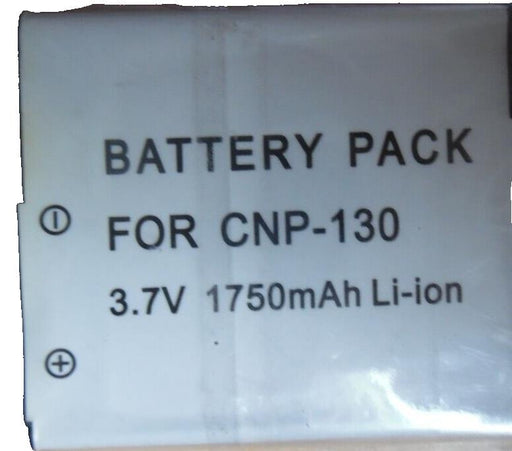 BATTERY PACK
FOR CNP-130
3.7V 1750mAh Li-ion